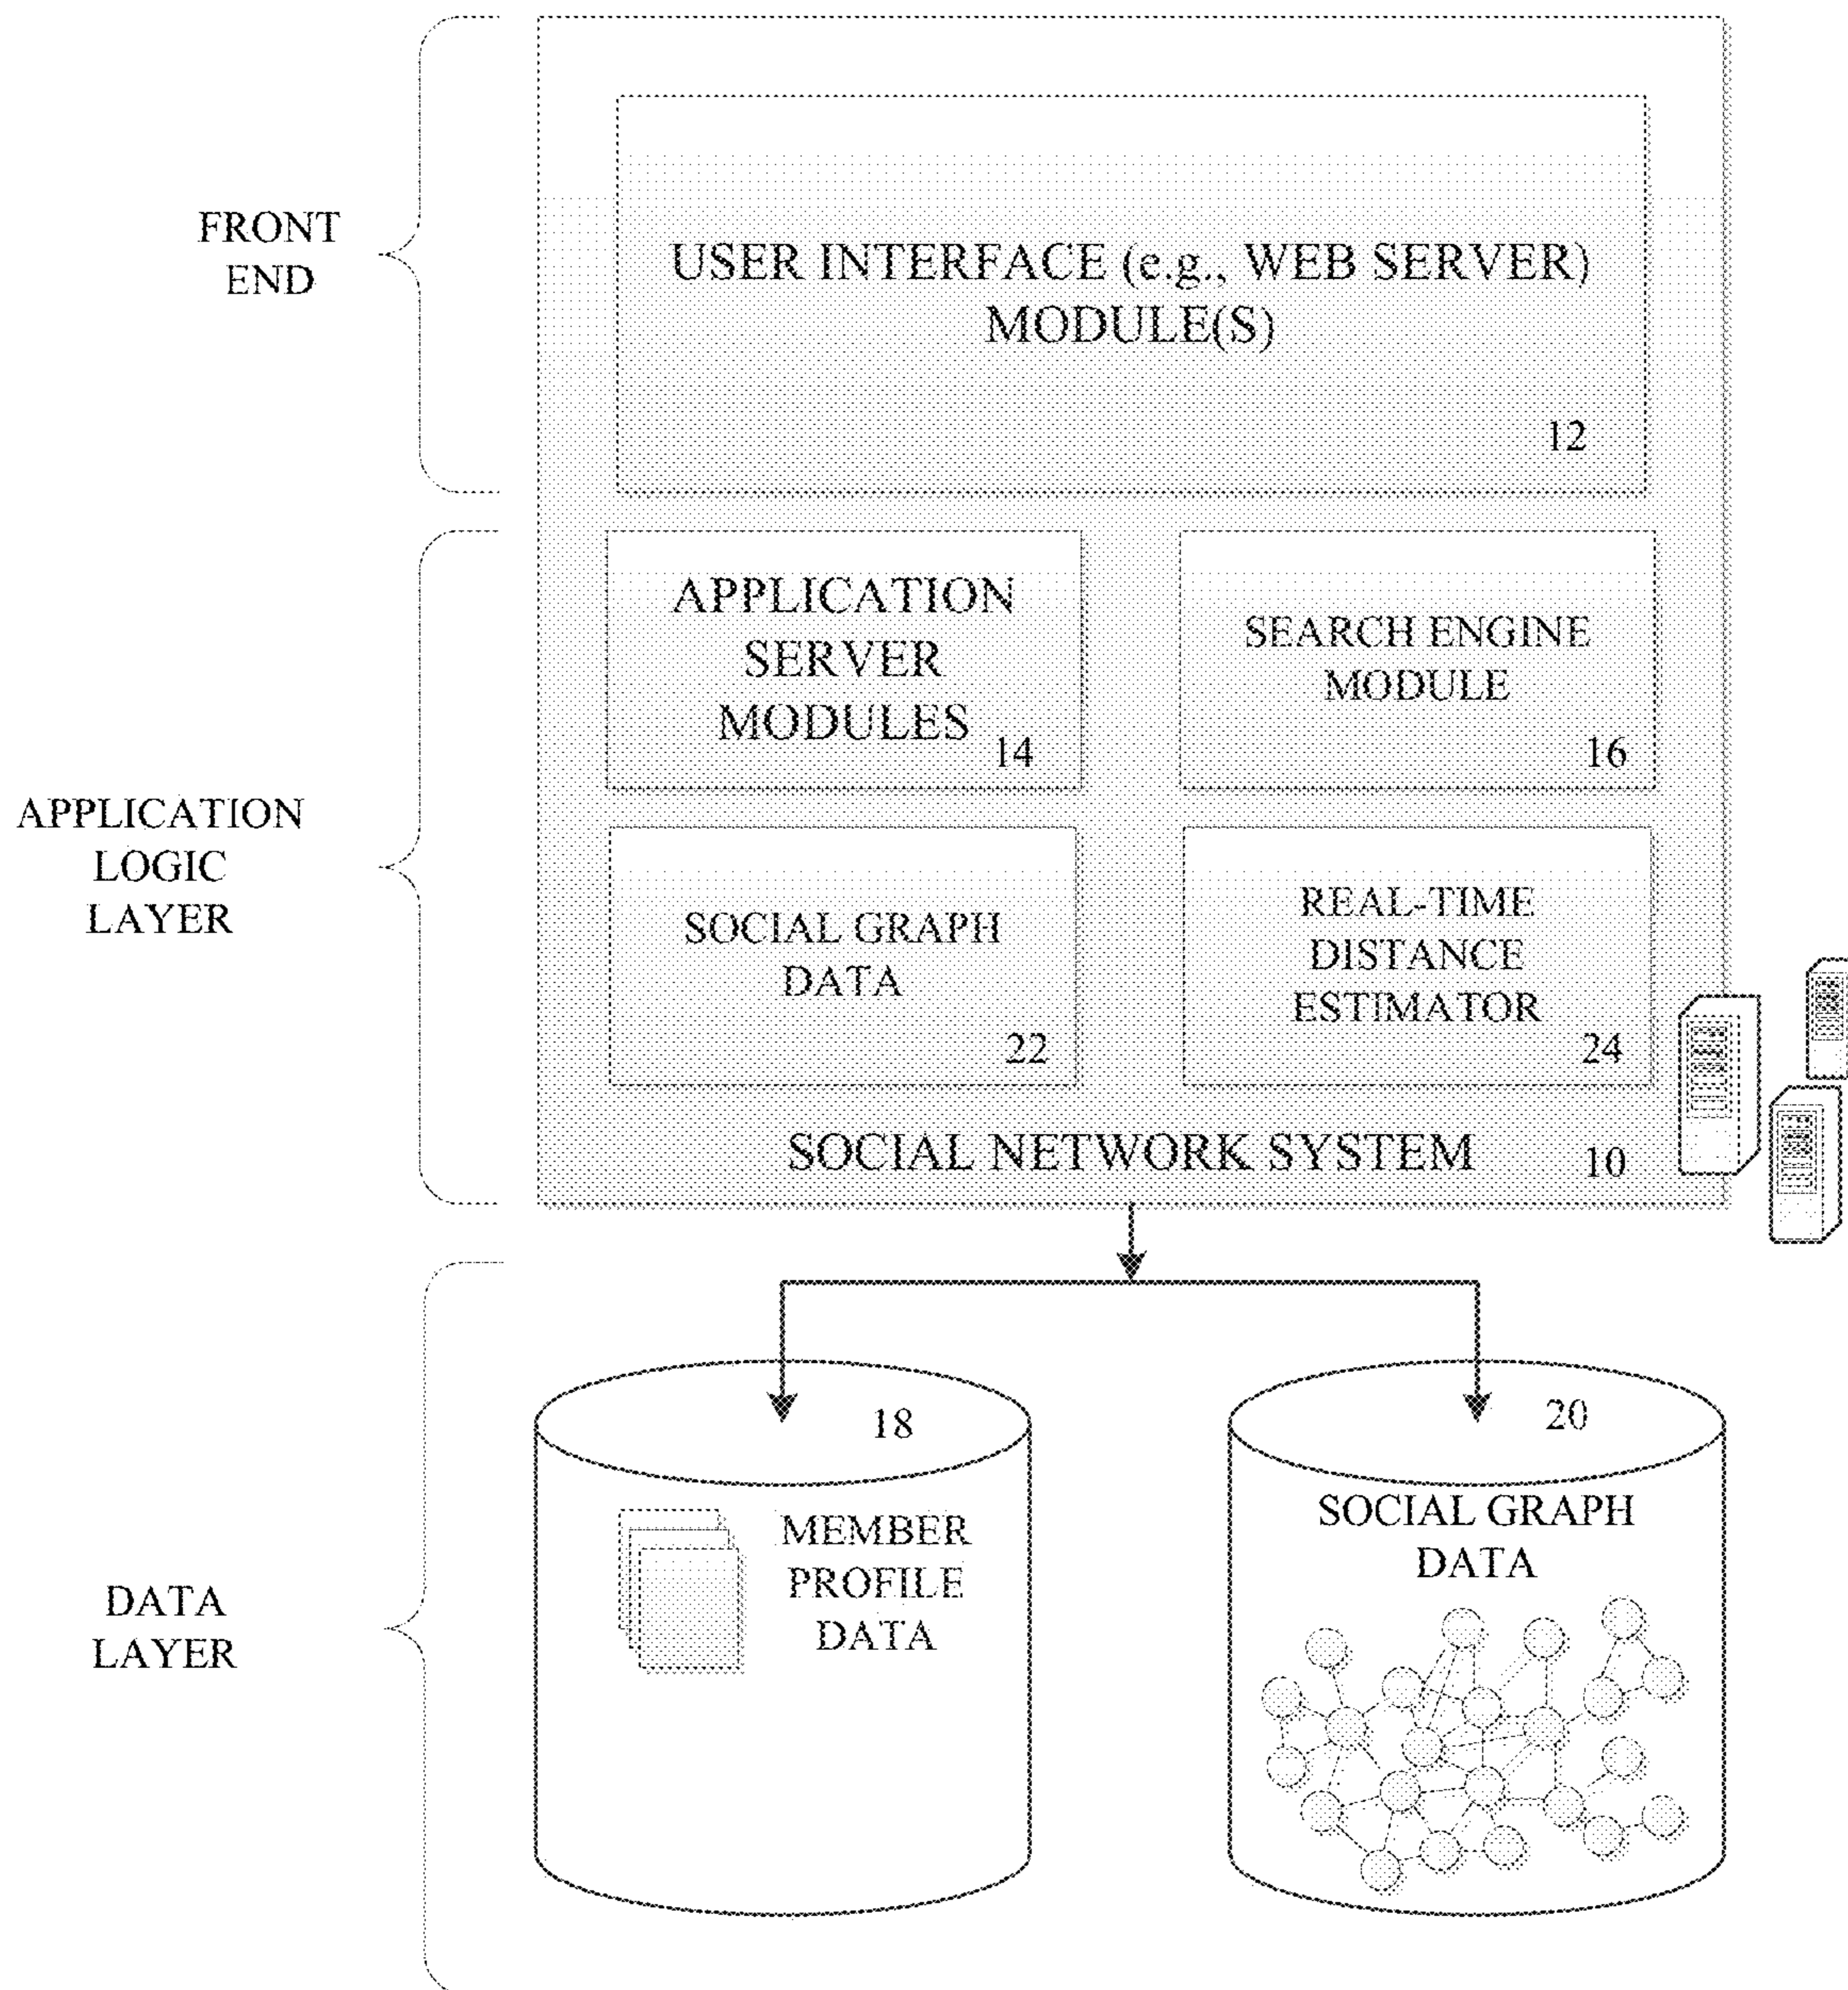 FRONT
END
USER INTERFACE (e.g., WEB SERVER)
MODULE(S)
12
APPLICATION
LOGIC
LAYER
APPLICATION
SERVER
MODULES
14
SEARCH ENGINE
MODULE
16
SOCIAL GRAPH
DATA
22
REAL-TIME
DISTANCE
ESTIMATOR
24
SOCIAL NETWORK SYSTEM
10
DATA
LAYER
18
MEMBER
PROFILE
DATA
20
SOCIAL GRAPH
DATA